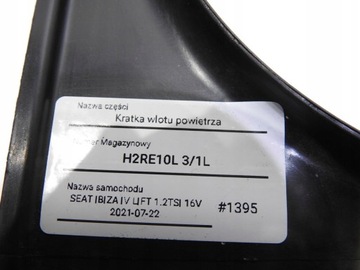 Nazwa części
Kratka wlotu powietrza
Numer Magazynowy
H2RE10L 3/1L
Nazwa samochodu
SEAT IBIZA IV LIFT 1.2TSI 16V
2021-07-22
#1395